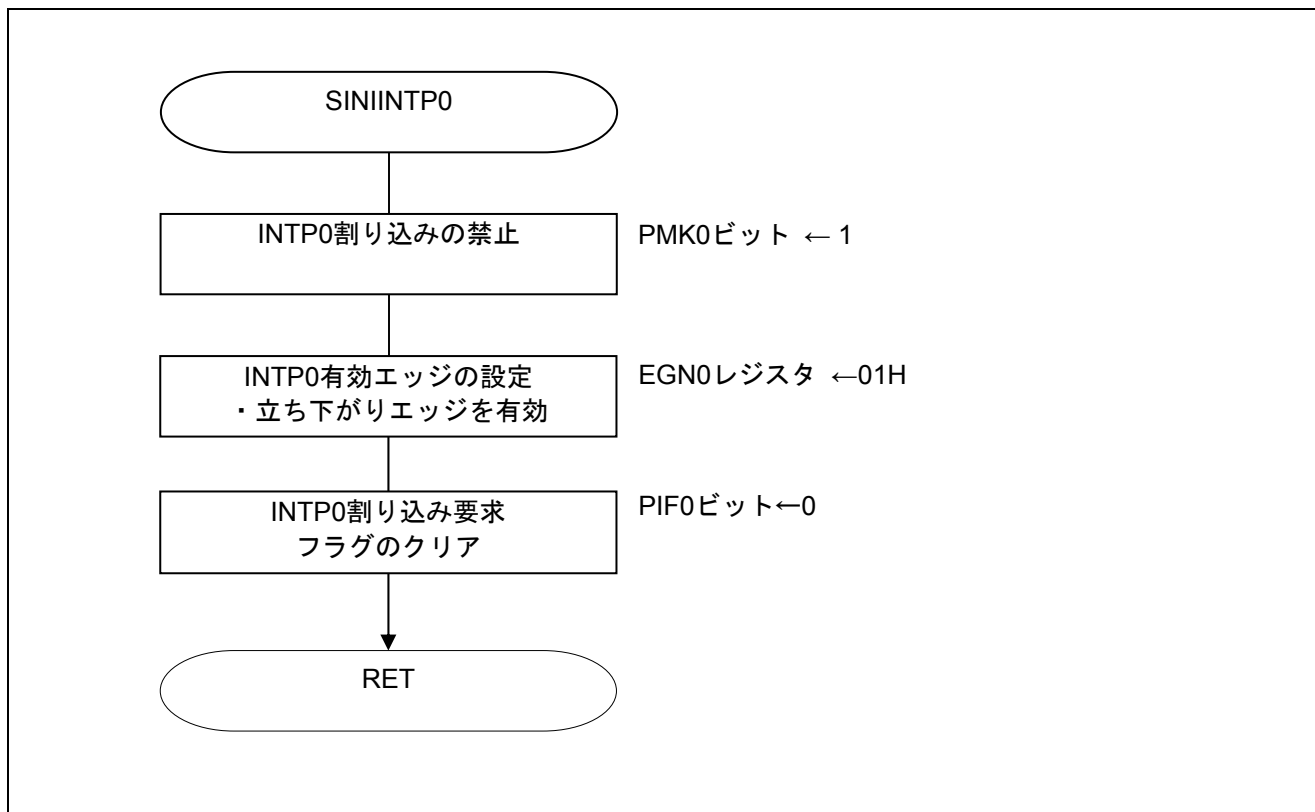 SINIINTP0
INTP0割り込みの禁止
PMK0ビット ← 1
INTP0有効エッジの設定
・立ち下がりエッジを有効
EGN0レジスタ ←01H
INTP0割り込み要求
フラグのクリア
PIF0ビット←0
RET